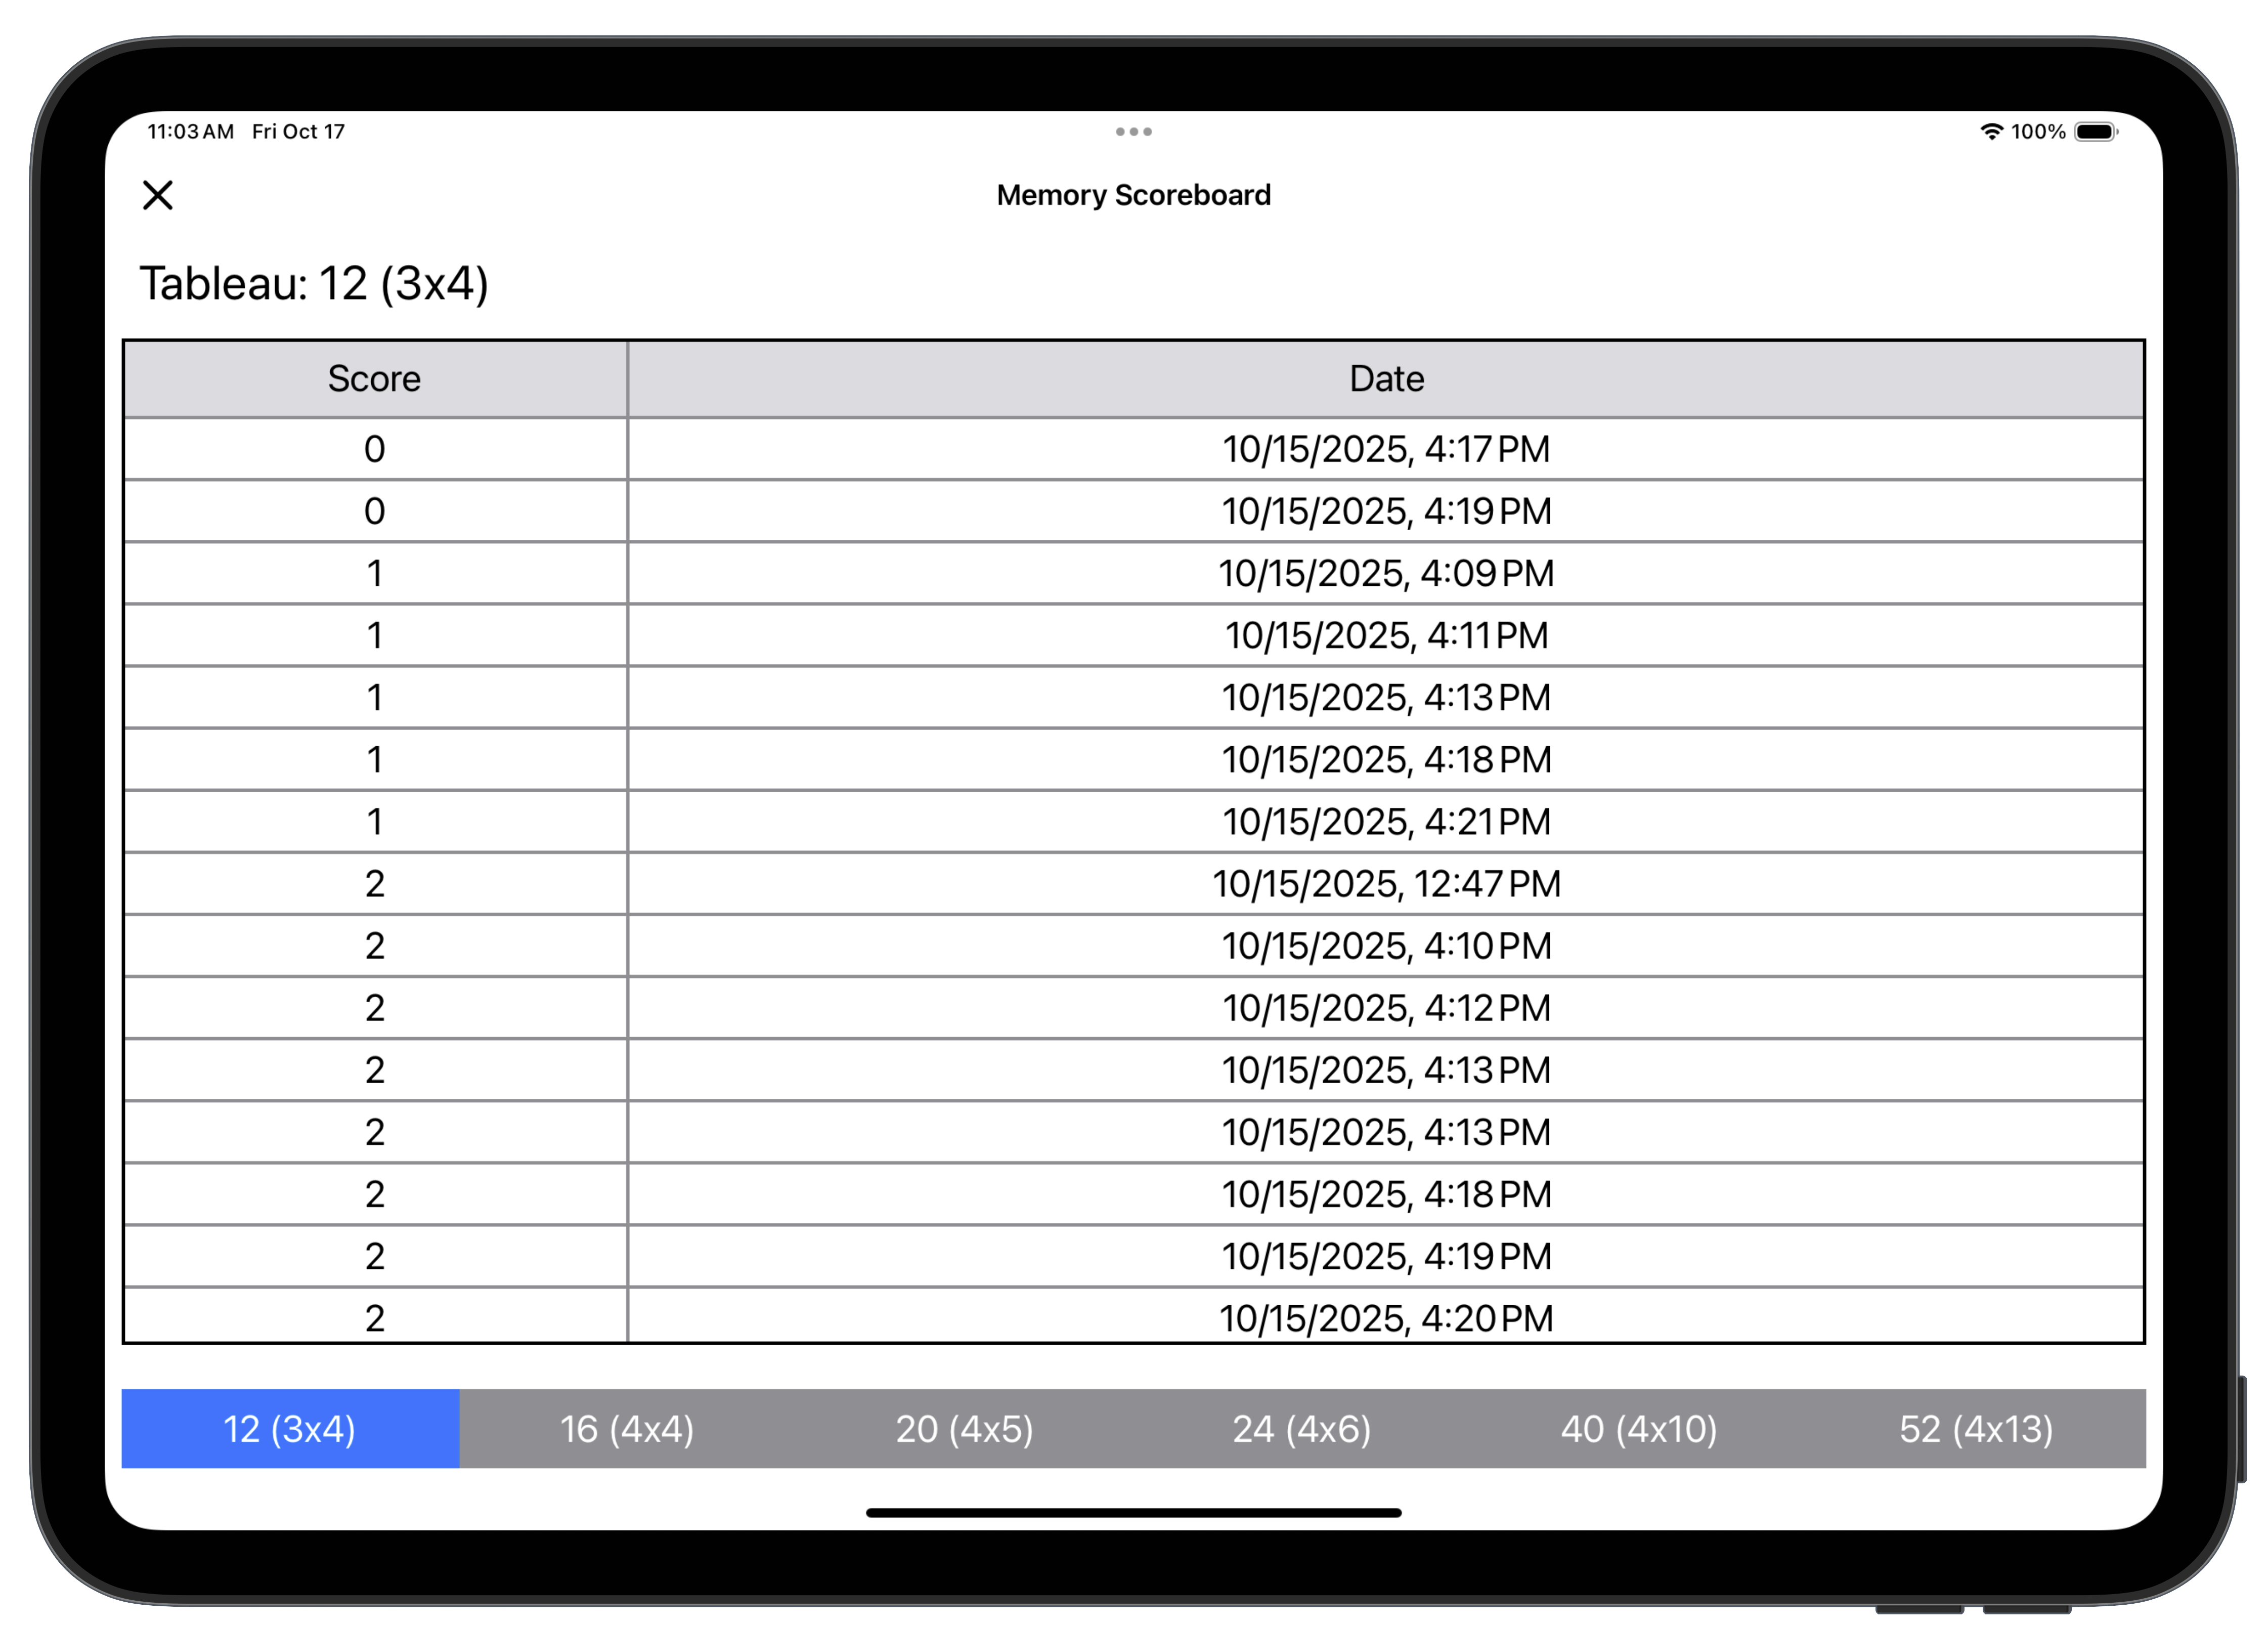 11:03 AM Fri Oct 17 100%
Memory Scoreboard
Tableau: 12 (3x4)
Score Date
0 10/15/2025, 4:17 PM
0 10/15/2025, 4:19 PM
1 10/15/2025, 4:09 PM
1 10/15/2025, 4:11 PM
1 10/15/2025, 4:13 PM
1 10/15/2025, 4:18 PM
1 10/15/2025, 4:21 PM
2 10/15/2025, 12:47 PM
2 10/15/2025, 4:10 PM
2 10/15/2025, 4:12 PM
2 10/15/2025, 4:13 PM
2 10/15/2025, 4:13 PM
2 10/15/2025, 4:18 PM
2 10/15/2025, 4:19 PM
2 10/15/2025, 4:20 PM
12 (3x4) 16 (4x4) 20 (4x5) 24 (4x6) 40 (4x10) 52 (4x13)